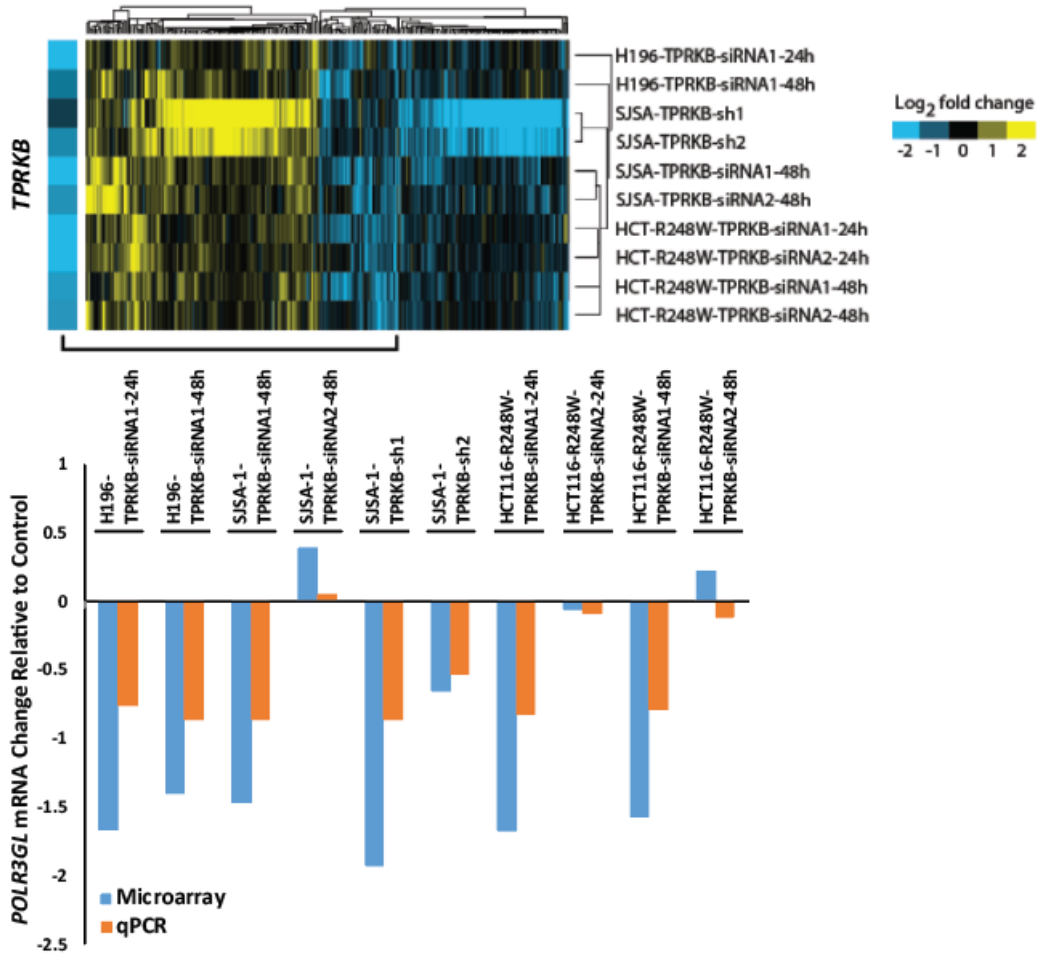 TPRKB
H196-TPRKB-siRNA1-24h
H196-TPRKB-siRNA1-48h
SJSA-TPRKB-sh1
SJSA-TPRKB-sh2
SJSA-TPRKB-siRNA1-48h
SJSA-TPRKB-siRNA2-48h
HCT-R248W-TPRKB-siRNA1-24h
HCT-R248W-TPRKB-siRNA2-24h
HCT-R248W-TPRKB-siRNA1-48h
HCT-R248W-TPRKB-siRNA2-48h
Log2 fold change
-2 -1 0 1 2
H196-
TPRKB-siRNA1-24h
H196-
TPRKB-siRNA1-48h
SJSA-1-
TPRKB-siRNA1-48h
SJSA-1-
TPRKB-siRNA2-48h
SJSA-1-
TPRKB-sh1
SJSA-1-
TPRKB-sh2
HCT116-R248W-
TPRKB-siRNA1-24h
HCT116-R248W-
TPRKB-siRNA2-24h
HCT116-R248W-
TPRKB-siRNA1-48h
HCT116-R248W-
TPRKB-siRNA2-48h
POLR3GL mRNA Change Relative to Control
1
0.5
0
-0.5
-1
-1.5
-2
-2.5
Microarray
qPCR